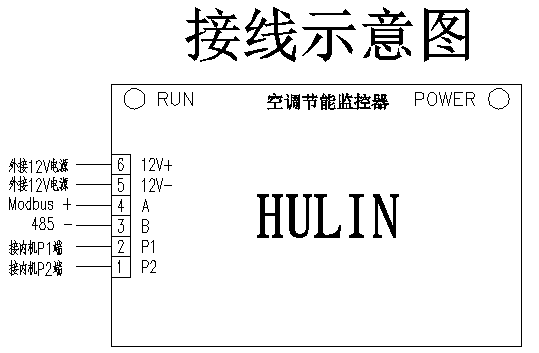 接线示意图
RUN 空调节能监控器 POWER
外接12V电源 6 12V+
外接12V电源 5 12V-
Modbus + 4 A
485 - 3 B
接内机P1端 2 P1
接内机P2端 1 P2
HULIN